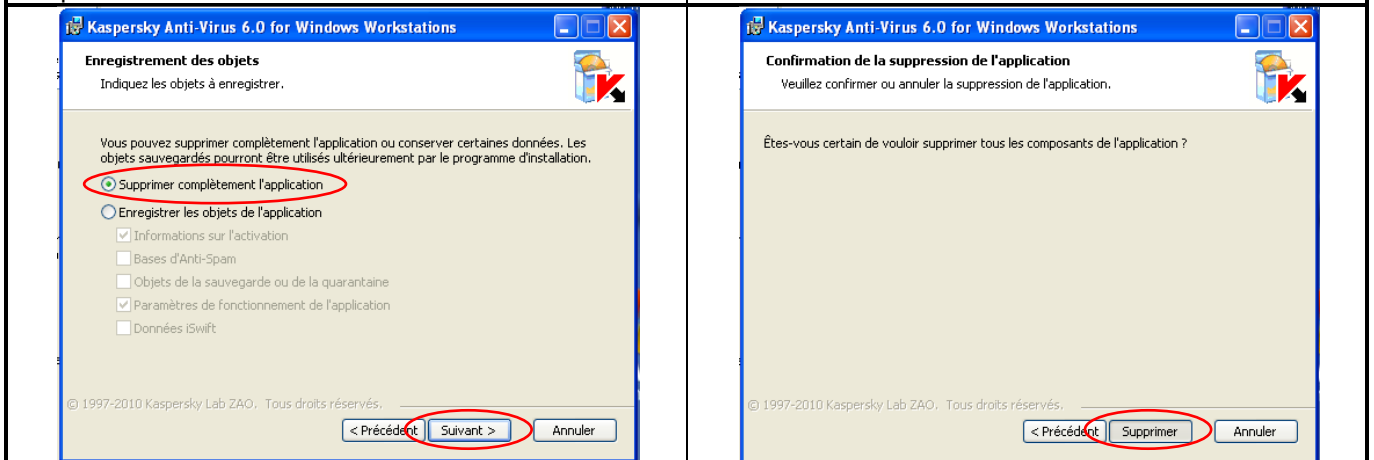 Kaspersky Anti-Virus 6.0 for Windows Workstations
Enregistrement des objets
Indiquez les objets à enregistrer.
Vous pouvez supprimer complètement l'application ou conserver certaines données. Les
objets sauvegardés pourront être utilisés ultérieurement par le programme d'installation.
Supprimer complètement l'application
Enregistrer les objets de l'application
Informations sur l'activation
Bases d'Anti-Spam
Objets de la sauvegarde ou de la quarantaine
Paramètres de fonctionnement de l'application
Données iSwift
© 1997-2010 Kaspersky Lab ZAO. Tous droits réservés.
< Précédent Suivant > Annuler
Kaspersky Anti-Virus 6.0 for Windows Workstations
Confirmation de la suppression de l'application
Veuillez confirmer ou annuler la suppression de l'application.
Êtes-vous certain de vouloir supprimer tous les composants de l'application ?
© 1997-2010 Kaspersky Lab ZAO. Tous droits réservés.
< Précédent Supprimer Annuler